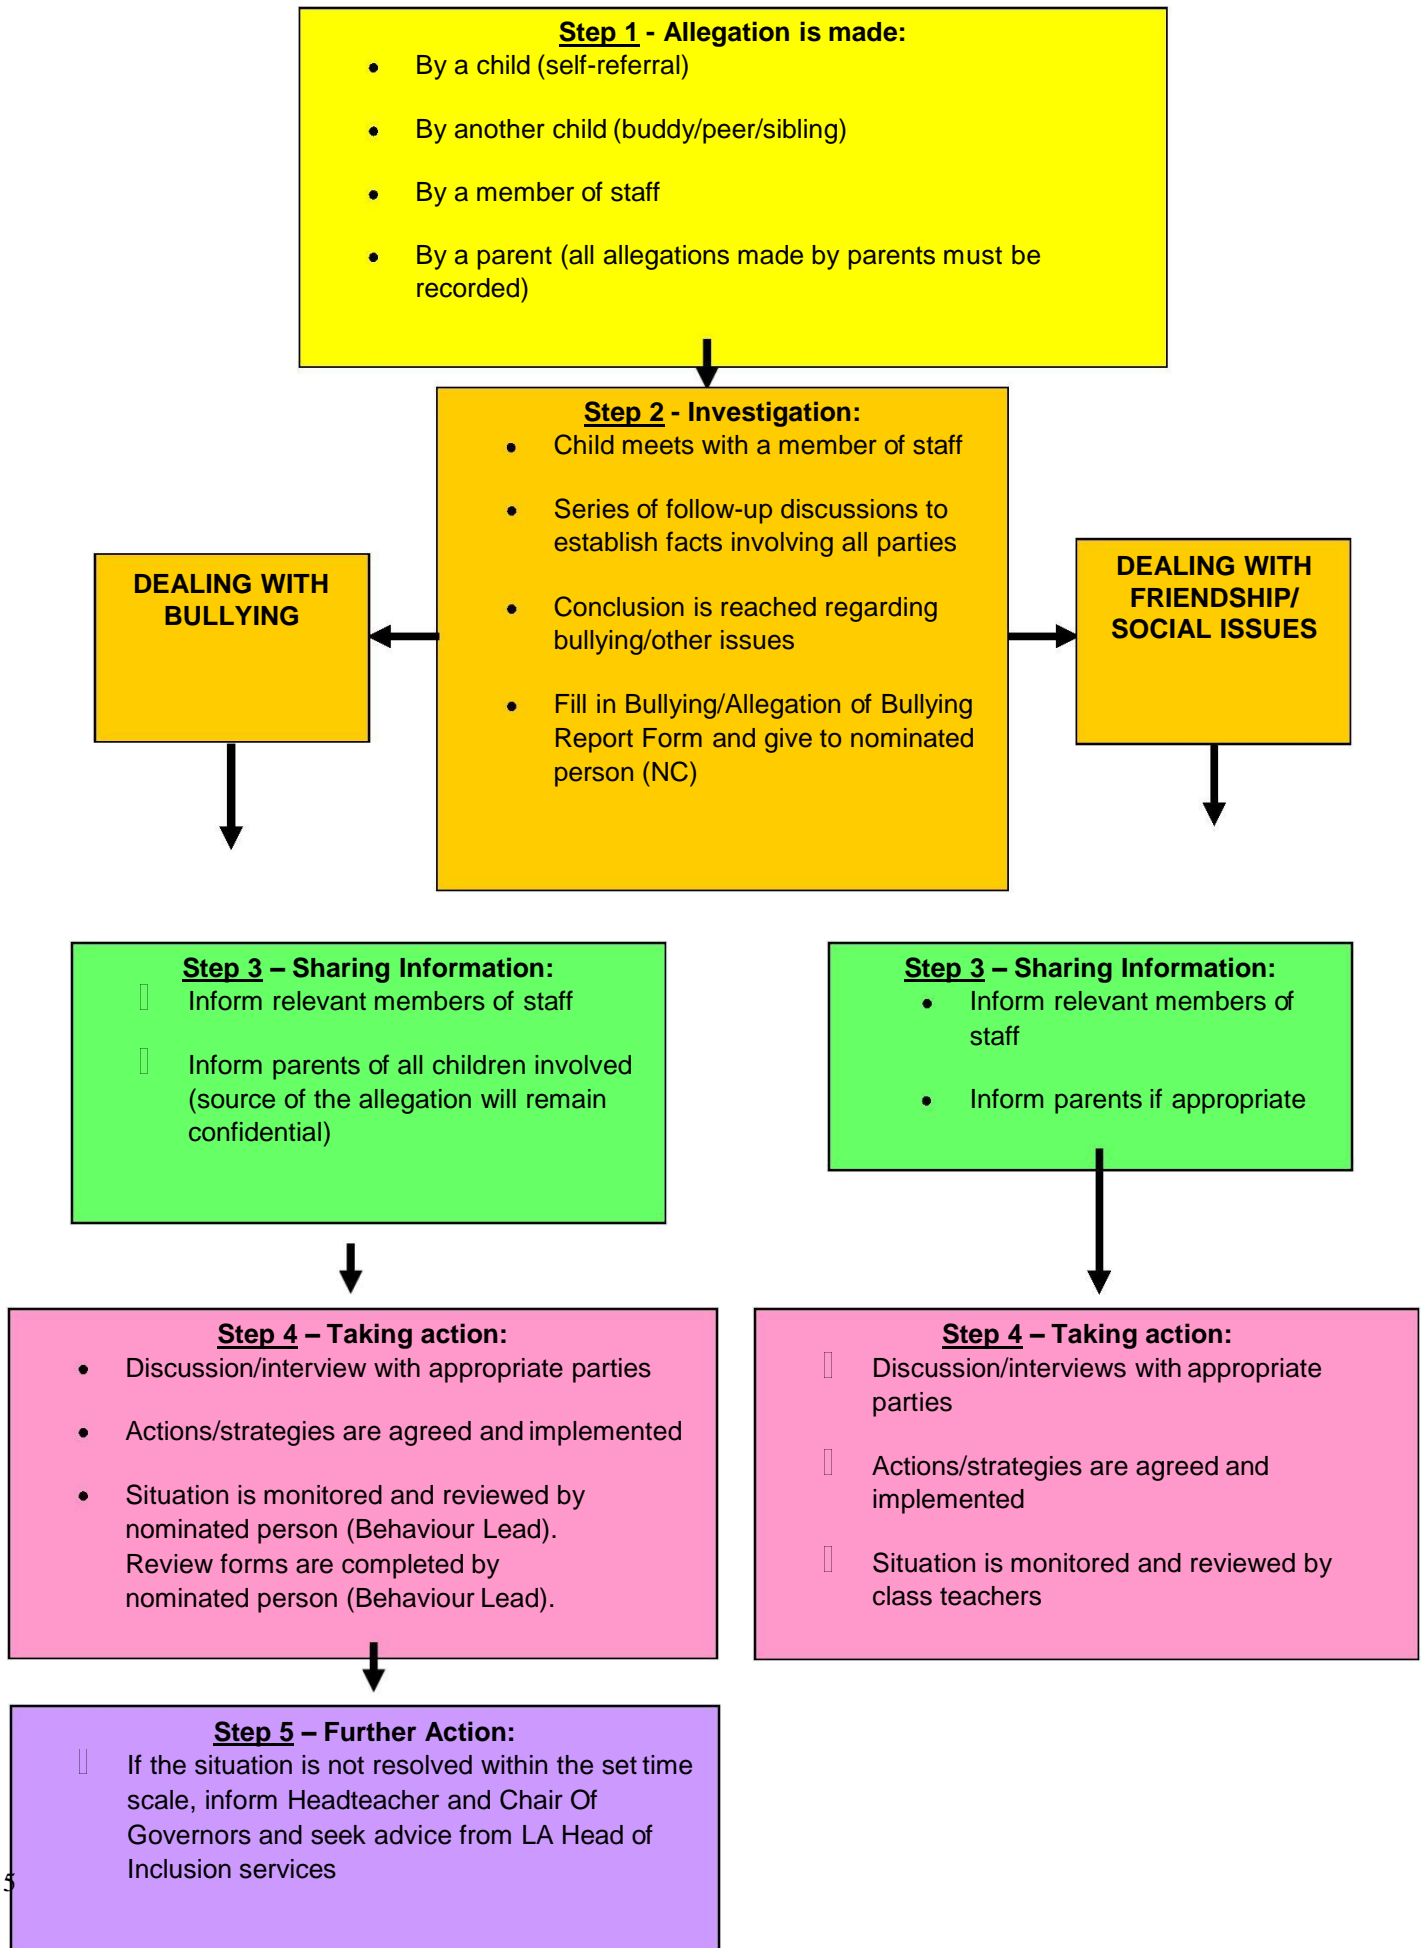 Step 1 - Allegation is made:
• By a child (self-referral)
• By another child (buddy/peer/sibling)
• By a member of staff
• By a parent (all allegations made by parents must be
recorded)
Step 2 - Investigation:
• Child meets with a member of staff
• Series of follow-up discussions to
establish facts involving all parties
• Conclusion is reached regarding
bullying/other issues
• Fill in Bullying/Allegation of Bullying
Report Form and give to nominated
person (NC)
DEALING WITH
BULLYING
DEALING WITH
FRIENDSHIP/
SOCIAL ISSUES
Step 3 – Sharing Information:
Inform relevant members of staff
Inform parents of all children involved
(source of the allegation will remain
confidential)
Step 3 – Sharing Information:
• Inform relevant members of
staff
• Inform parents if appropriate
Step 4 – Taking action:
• Discussion/interview with appropriate parties
• Actions/strategies are agreed and implemented
• Situation is monitored and reviewed by
nominated person (Behaviour Lead).
Review forms are completed by
nominated person (Behaviour Lead).
Step 4 – Taking action:
Discussion/interviews with appropriate
parties
Actions/strategies are agreed and
implemented
Situation is monitored and reviewed by
class teachers
Step 5 – Further Action:
If the situation is not resolved within the set time
scale, inform Headteacher and Chair Of
Governors and seek advice from LA Head of
Inclusion services
5